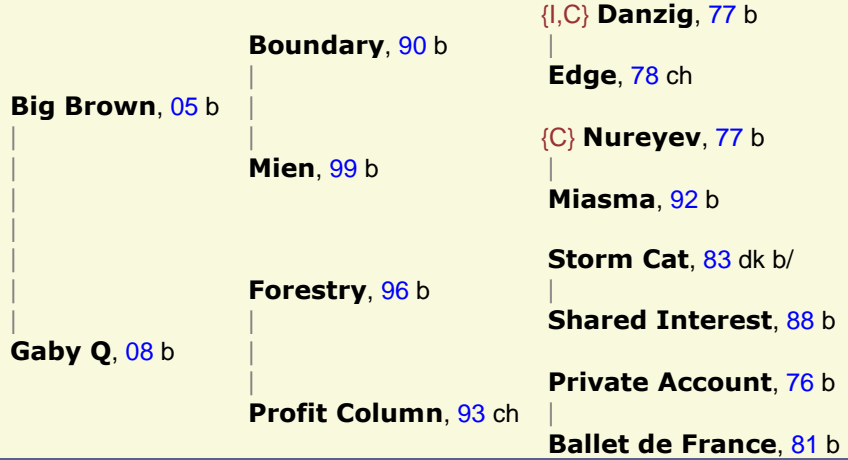 {I,C} Danzig, 77 b
Boundary, 90 b
Edge, 78 ch
Big Brown, 05 b
{C} Nureyev, 77 b
Mien, 99 b
Miasma, 92 b
Storm Cat, 83 dk b/
Forestry, 96 b
Shared Interest, 88 b
Gaby Q, 08 b
Private Account, 76 b
Profit Column, 93 ch
Ballet de France, 81 b